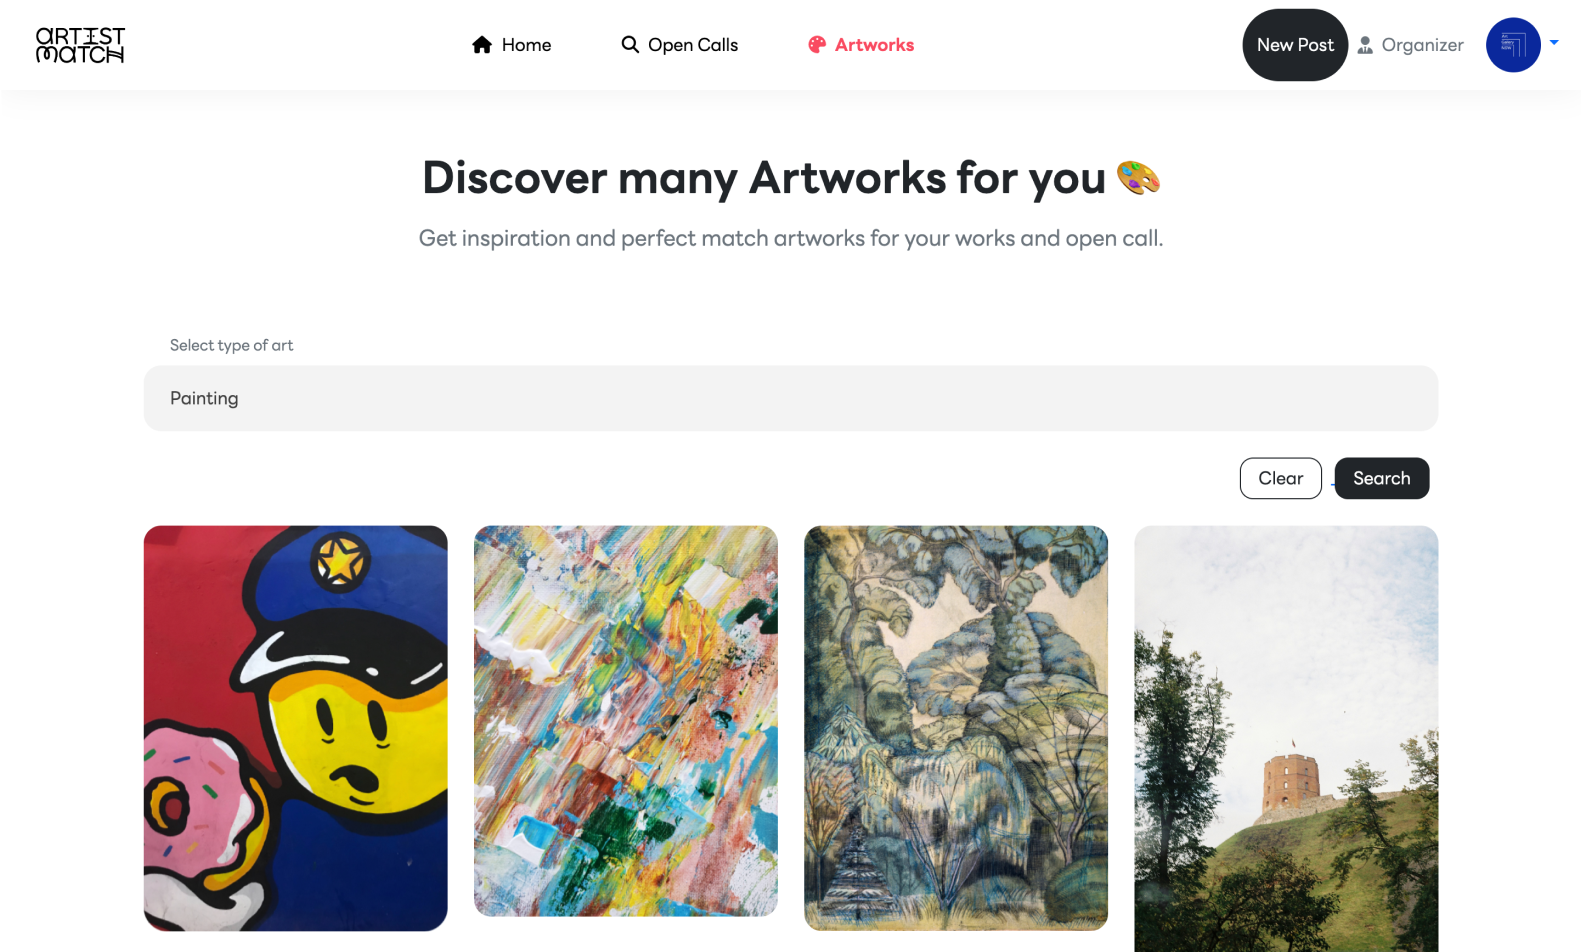 ARTIST
MATCH
Home
Open Calls
Artworks
New Post
Organizer
Discover many Artworks for you
Get inspiration and perfect match artworks for your works and open call.
Select type of art
Painting
Clear
Search